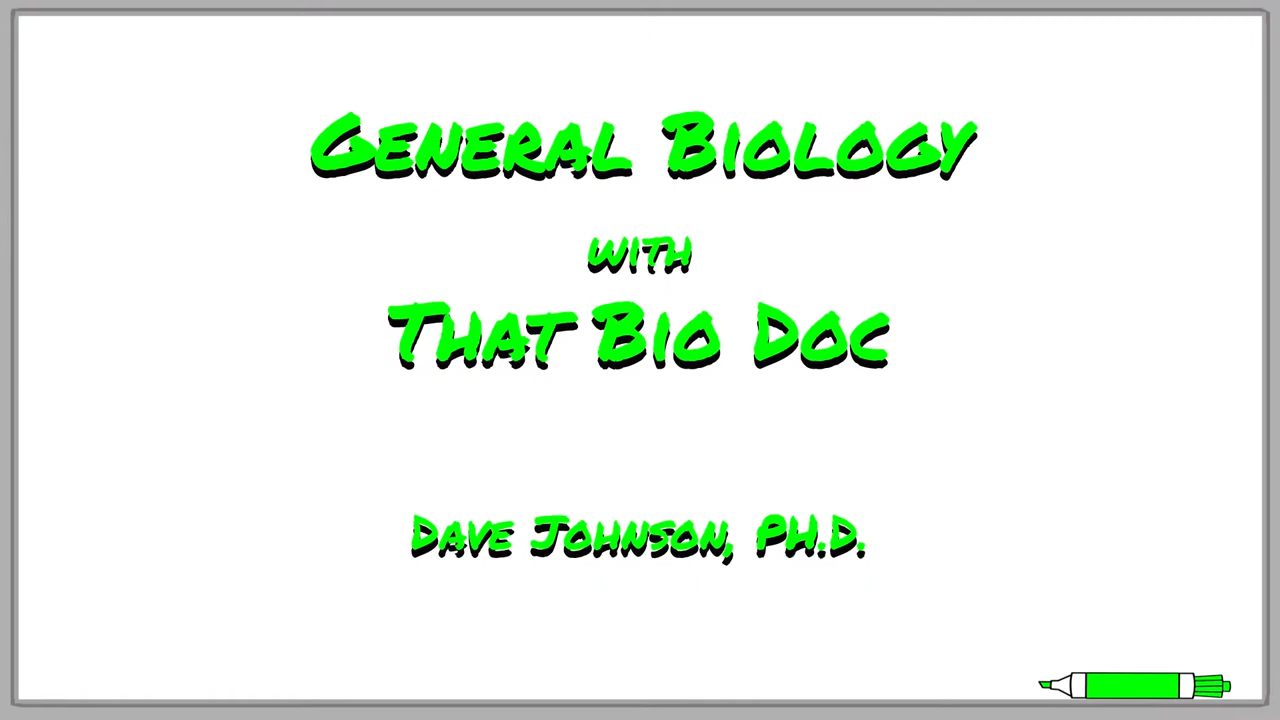 General Biology
with
That Bio Doc
Dave Johnson, PH.D.